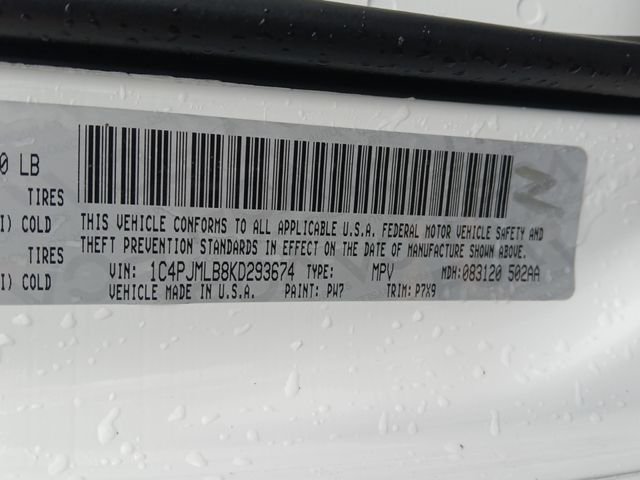 0 LB
TIRES
I) COLD
TIRES
I) COLD
THIS VEHICLE CONFORMS TO ALL APPLICABLE U.S.A. FEDERAL MOTOR VEHICLE SAFETY AND
THEFT PREVENTION STANDARDS IN EFFECT ON THE DATE OF MANUFACTURE SHOWN ABOVE.
VIN: 1C4PJMLB8KD293674 TYPE: MPV MDH: 083120 502AA
VEHICLE MADE IN U.S.A. PAINT: PW7 TRIM: P7X9